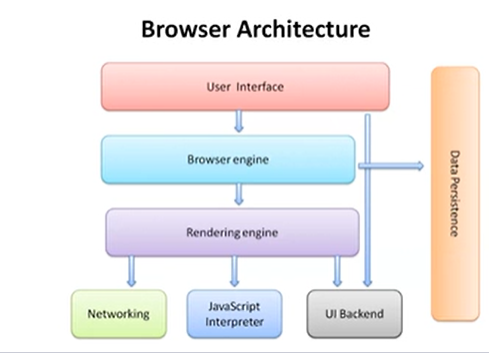 Browser Architecture
User Interface
Browser engine
Data Persistence
Rendering engine
Networking
JavaScript
Interpreter
UI Backend